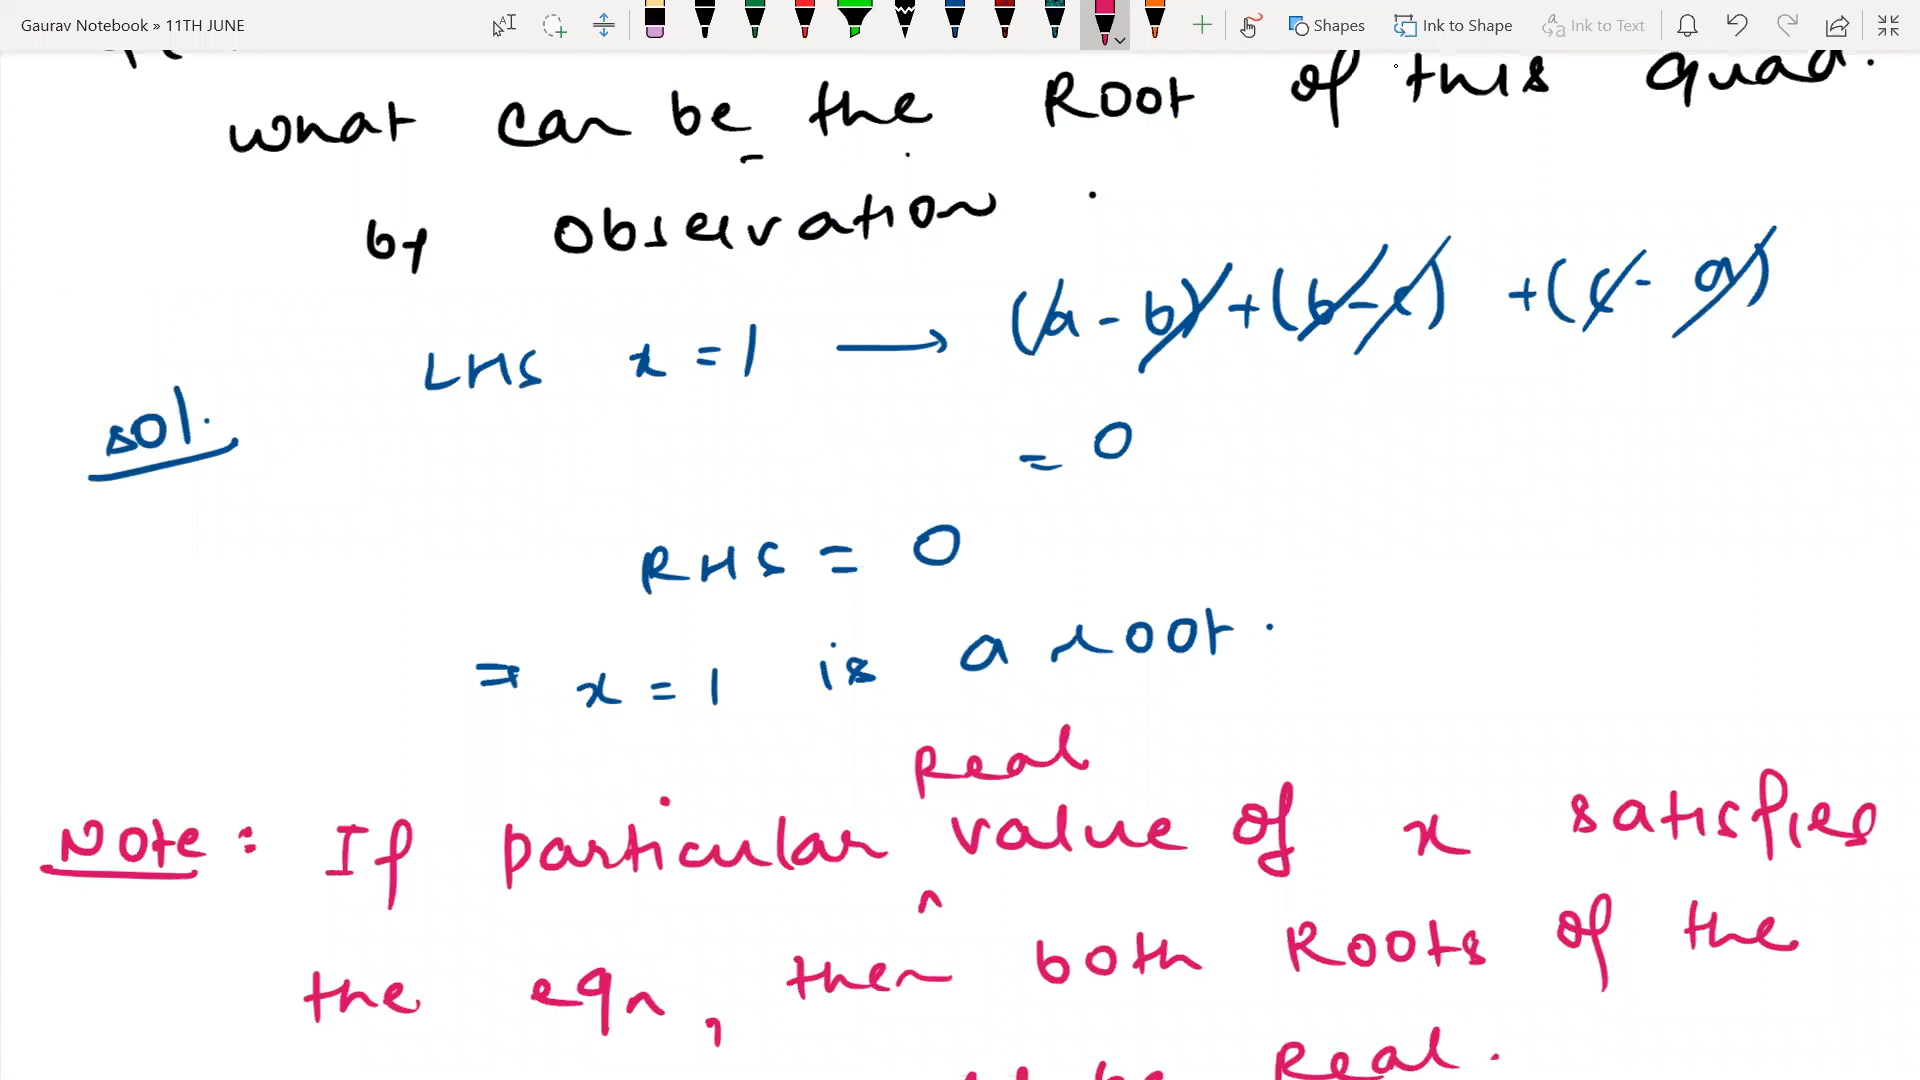 Gaurav Notebook » 11TH JUNE
Shapes
Ink to Shape
Ink to Text
what can be the Root of this quad.
by observation.
LHS x = 1 → (a - b) + (b - c) + (c - a)
sol.
= 0
RHS = 0
⇒ x = 1 is a root.
Real
Note: If particular ^ value of x satisfies
the eqn, then both Roots of the
be Real.